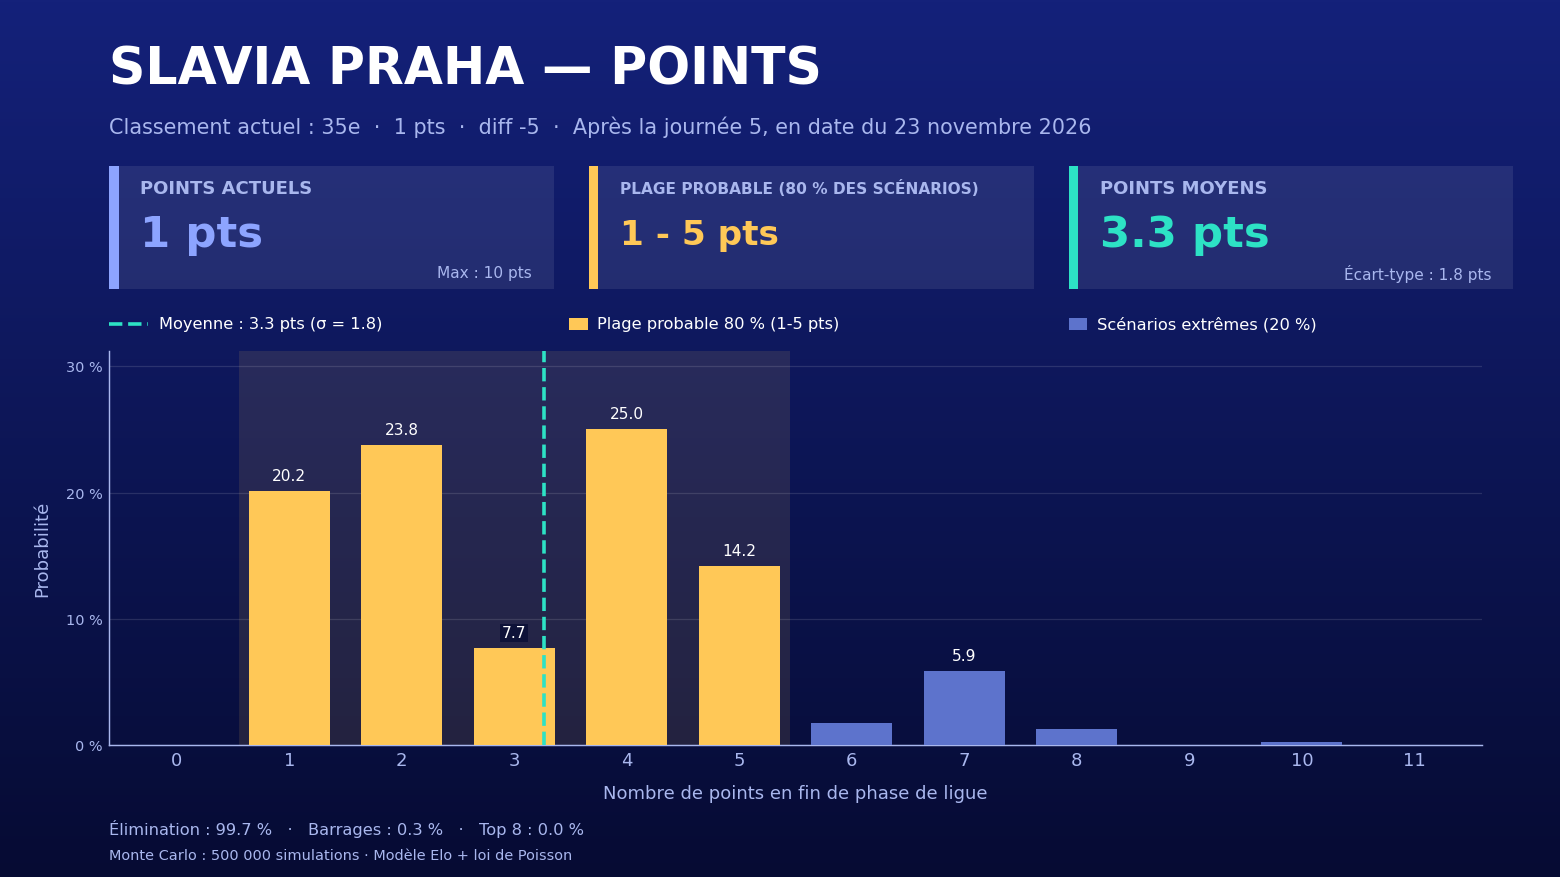 SLAVIA PRAHA — POINTS
Classement actuel : 35e · 1 pts · diff -5 · Après la journée 5, en date du 23 novembre 2026
POINTS ACTUELS
1 pts
Max : 10 pts
PLAGE PROBABLE (80 % DES SCÉNARIOS)
1 - 5 pts
POINTS MOYENS
3.3 pts
Écart-type : 1.8 pts
Moyenne : 3.3 pts (σ = 1.8)
Plage probable 80 % (1-5 pts)
Scénarios extrêmes (20 %)
Probabilité
30 %
20 %
10 %
0 %
20.2
23.8
7.7
25.0
14.2
5.9
0 1 2 3 4 5 6 7 8 9 10 11
Nombre de points en fin de phase de ligue
Élimination : 99.7 % · Barrages : 0.3 % · Top 8 : 0.0 %
Monte Carlo : 500 000 simulations · Modèle Elo + loi de Poisson